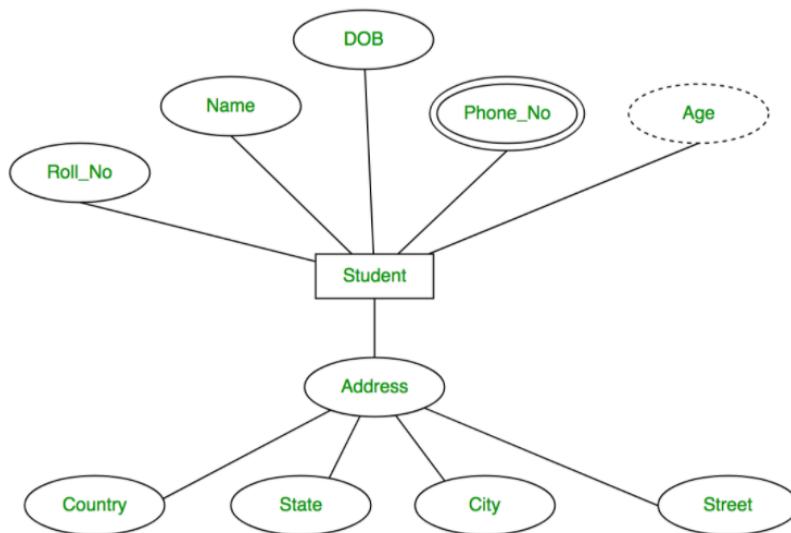 DOB
Name
Phone_No
Age
Roll_No
Student
Address
Country
State
City
Street